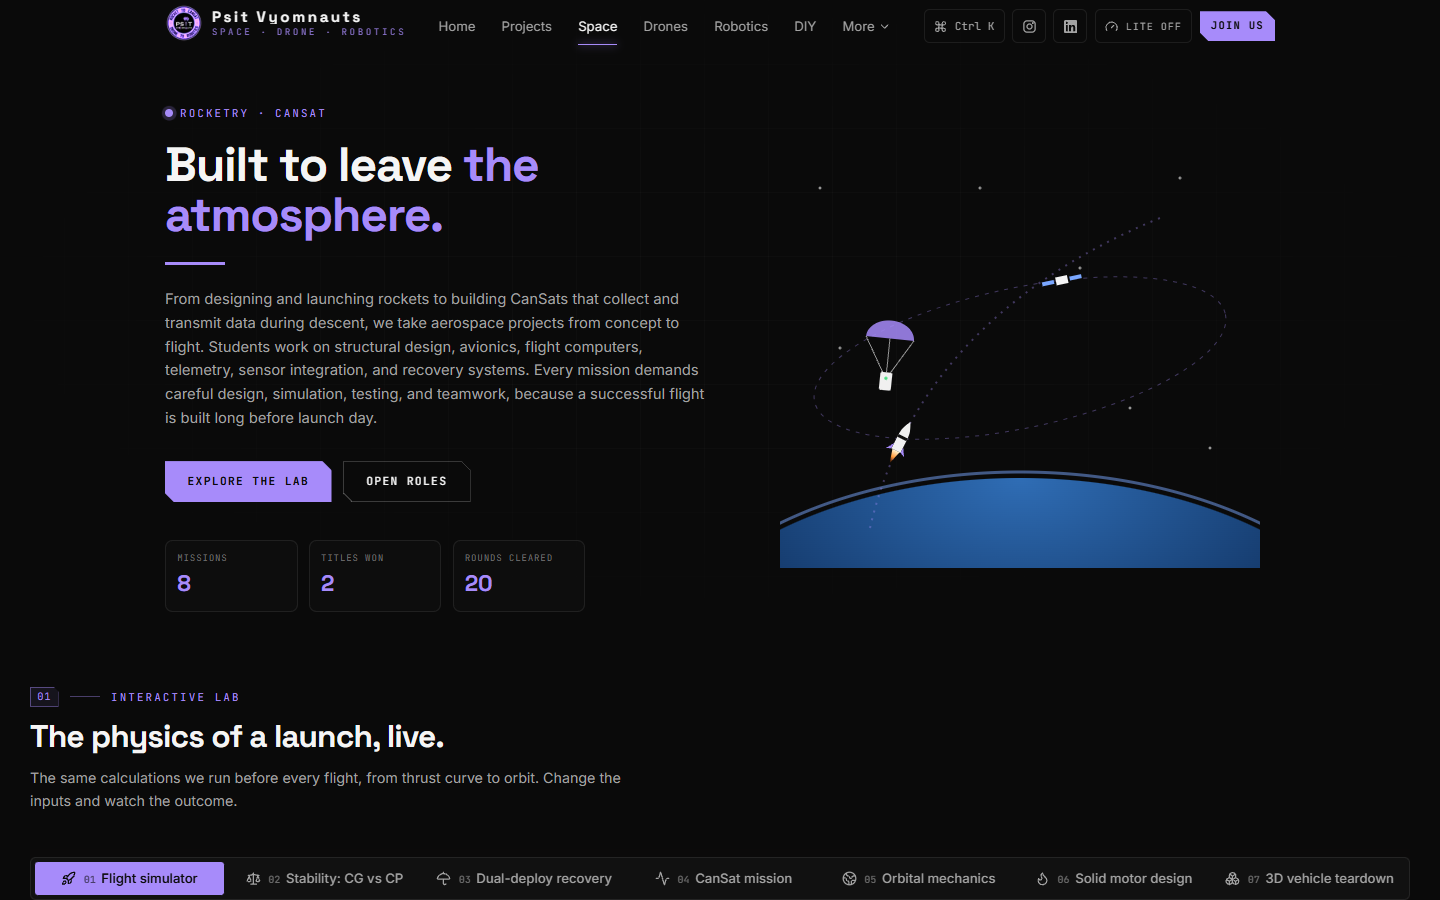 Psit Vyomnauts
SPACE · DRONE · ROBOTICS
Home
Projects
Space
Drones
Robotics
DIY
More
⌘ Ctrl K
LITE OFF
JOIN US
ROCKETRY · CANSAT
Built to leave the
atmosphere.
From designing and launching rockets to building CanSats that collect and
transmit data during descent, we take aerospace projects from concept to
flight. Students work on structural design, avionics, flight computers,
telemetry, sensor integration, and recovery systems. Every mission demands
careful design, simulation, testing, and teamwork, because a successful flight
is built long before launch day.
EXPLORE THE LAB
OPEN ROLES
MISSIONS
8
TITLES WON
2
ROUNDS CLEARED
20
01
INTERACTIVE LAB
The physics of a launch, live.
The same calculations we run before every flight, from thrust curve to orbit. Change the
inputs and watch the outcome.
01 Flight simulator
02 Stability: CG vs CP
03 Dual-deploy recovery
04 CanSat mission
05 Orbital mechanics
06 Solid motor design
07 3D vehicle teardown